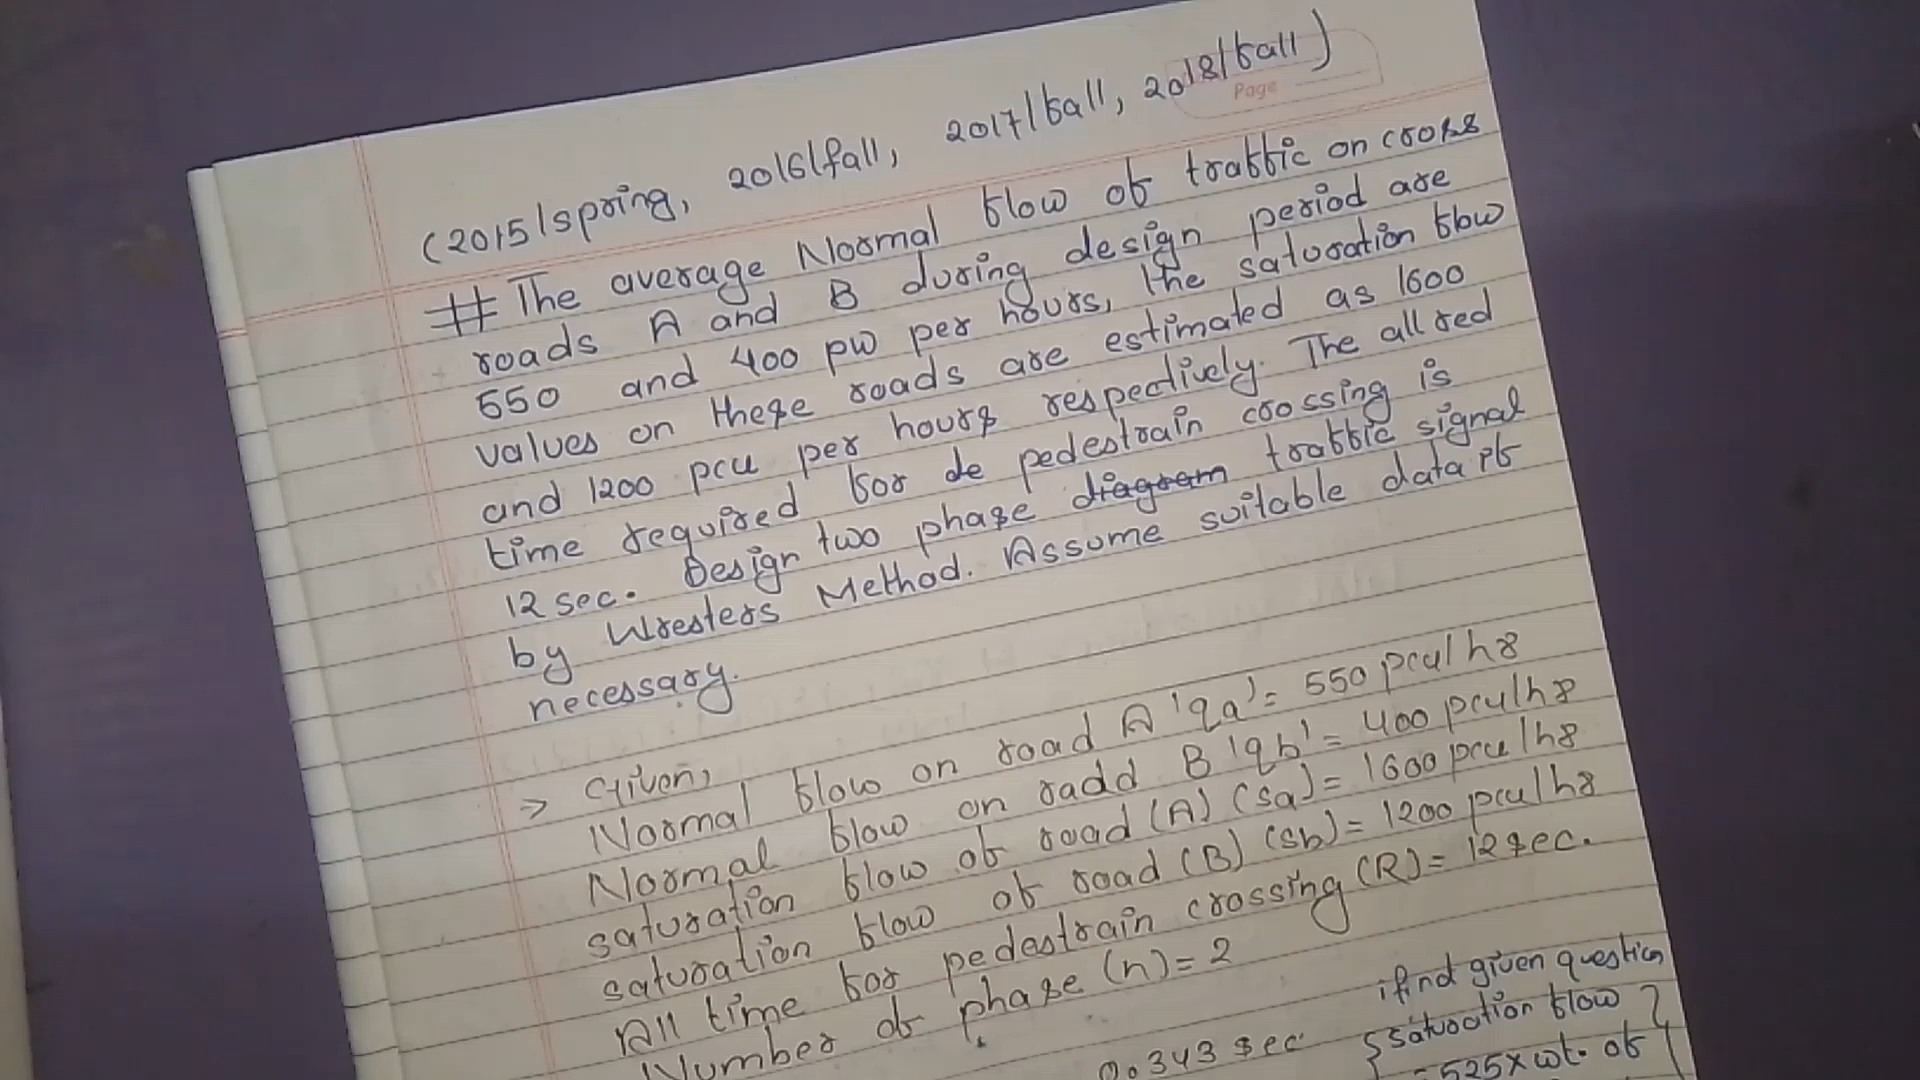 (2015/spring, 2016/fall, 2017/fall, 2018/fall)
Page
# The average Normal flow of traffic on cross
roads A and B during design period are
550 and 400 pcu per hours, the saturation flow
values on these roads are estimated as 1600
and 1200 pcu per hours respectively. The all red
time required for de pedestrain crossing is
12 sec. Design two phase diagram traffic signal
by Wresters Method. Assume suitable data if
necessary.
→ Given,
Normal flow on road A 'qa' = 550 pcu/hr
Normal flow on radd B 'qb' = 400 pcu/hr
saturation flow of road (A) (Sa) = 1600 pcu/hr
saturation flow of road (B) (Sb) = 1200 pcu/hr
All time for pedestrain crossing (R) = 12 sec.
Number of phase (n) = 2
if ind given question
0.343 sec { saturation flow }
= 525 x wt. of